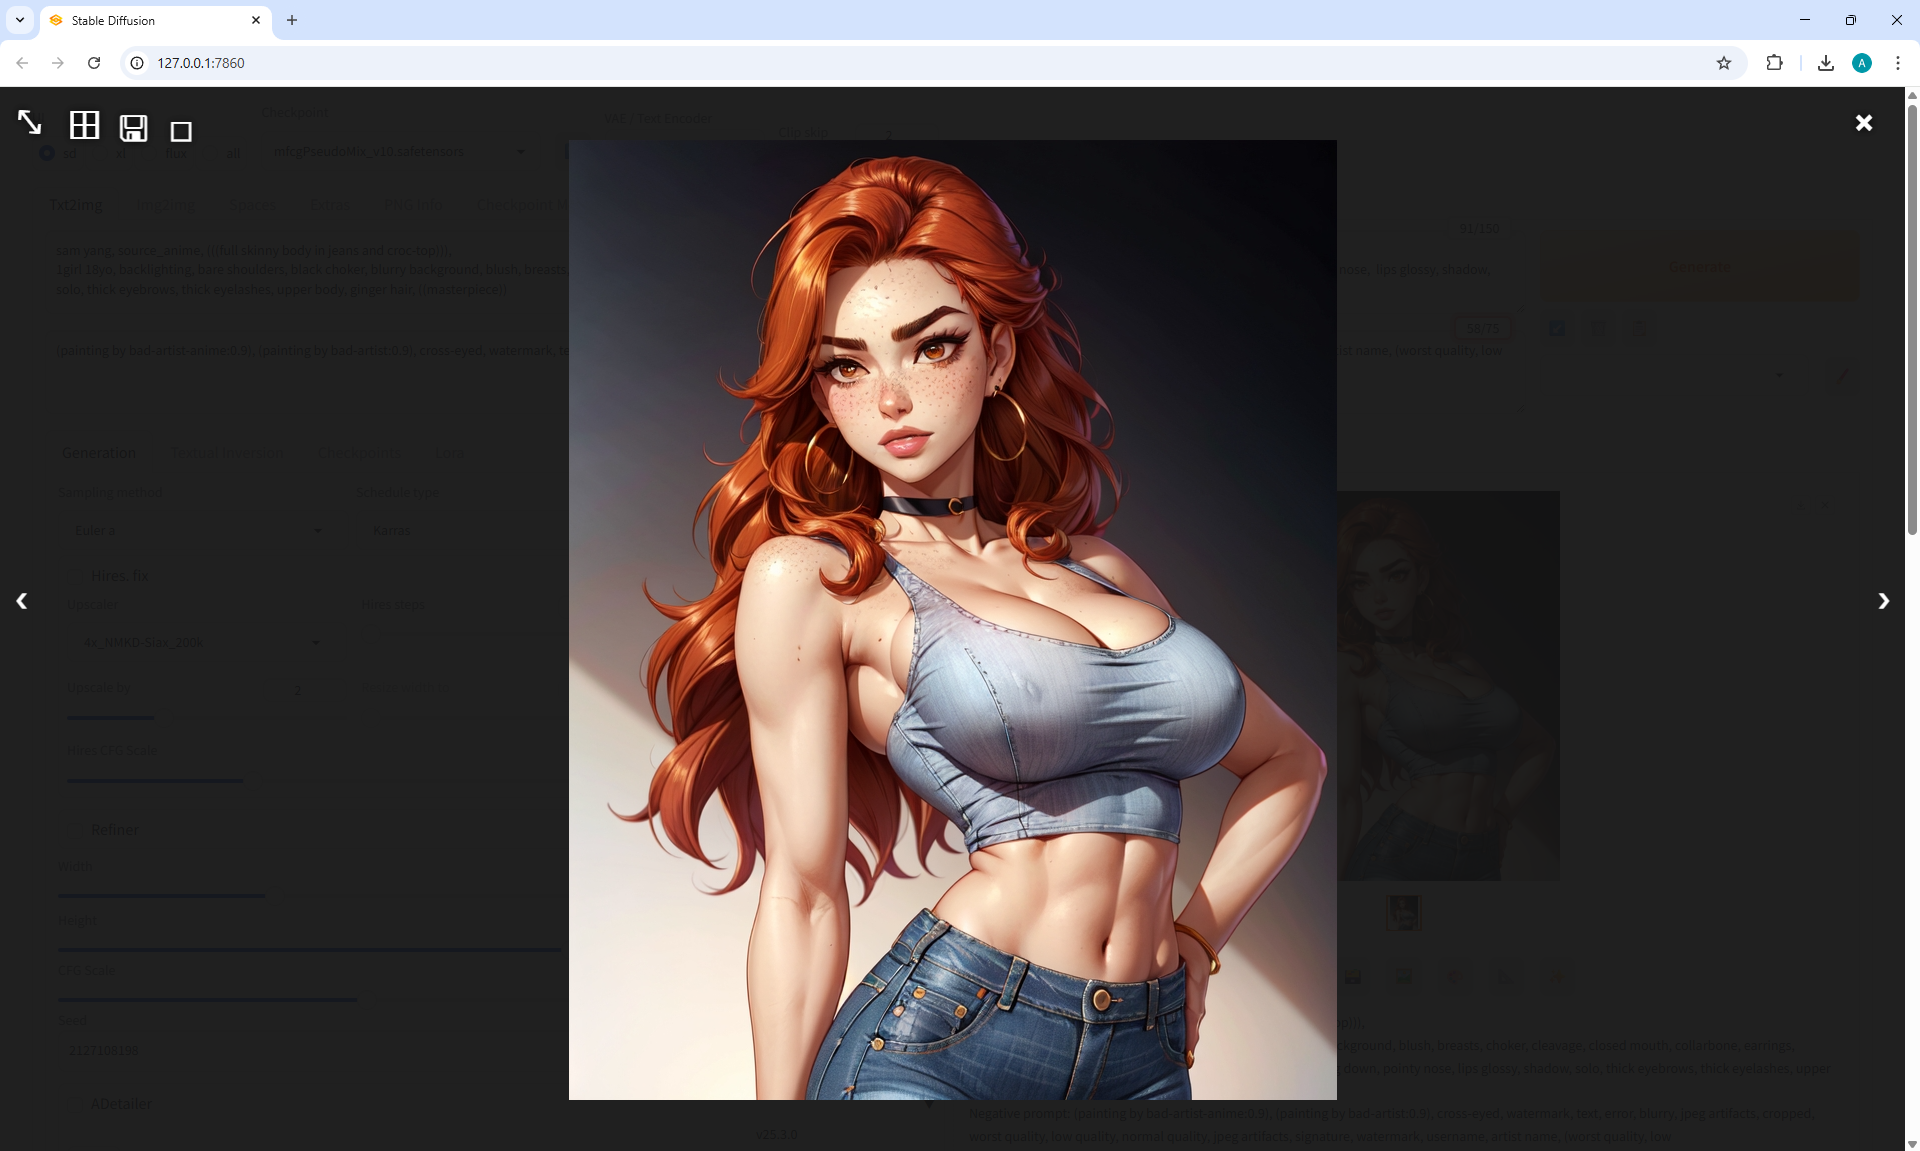 Stable Diffusion
127.0.0.1:7860
Checkpoint
VAE / Text Encoder
Clip skip
2
sd
xl
flux
all
mfcgPseudoMix_v10.safetensors
Txt2img
Img2img
Spaces
Extras
PNG Info
Checkpoint M
sam yang, source_anime, (((full skinny body in jeans and croc-top))),
1girl 18yo, backlighting, bare shoulders, black choker, blurry background, blush, breasts,
nose, lips glossy, shadow,
solo, thick eyebrows, thick eyelashes, upper body, ginger hair, ((masterpiece))
91/150
Generate
58/75
(painting by bad-artist-anime:0.9), (painting by bad-artist:0.9), cross-eyed, watermark, te
ist name, (worst quality, low
Generation
Textual Inversion
Checkpoints
Lora
Sampling method
Schedule type
Euler a
Karras
Hires. fix
Upscaler
Hires steps
4x_NMKD-Siax_200k
Upscale by
2
Hires CFG Scale
Refiner
Width
Height
CFG Scale
Seed
2127108198
ADetailer
v25.3.0
op))),
ckground, blush, breasts, choker, cleavage, closed mouth, collarbone, earrings,
g down, pointy nose, lips glossy, shadow, solo, thick eyebrows, thick eyelashes, upper
Negative prompt: (painting by bad-artist-anime:0.9), (painting by bad-artist:0.9), cross-eyed, watermark, text, error, blurry, jpeg artifacts, cropped,
worst quality, low quality, normal quality, jpeg artifacts, signature, watermark, username, artist name, (worst quality, low